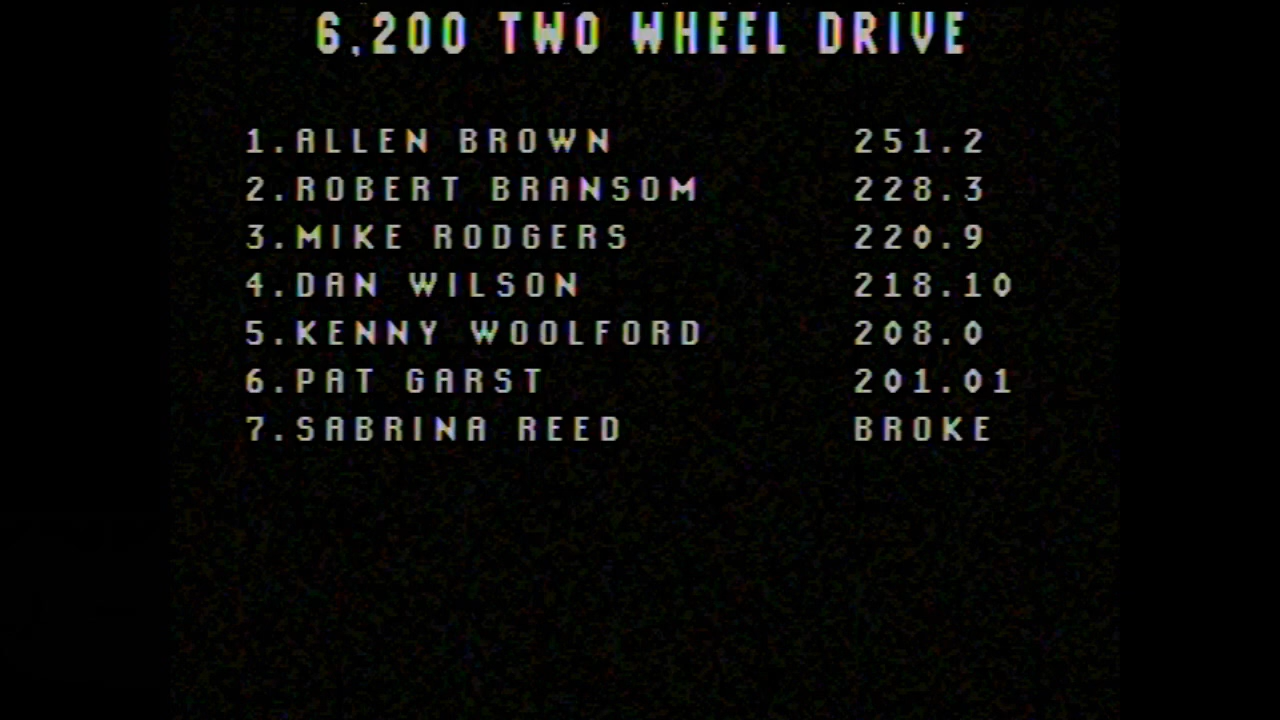 6,200 TWO WHEEL DRIVE
1. ALLEN BROWN 251.2
2. ROBERT BRANSOM 228.3
3. MIKE RODGERS 220.9
4. DAN WILSON 218.10
5. KENNY WOOLFORD 208.0
6. PAT GARST 201.01
7. SABRINA REED BROKE